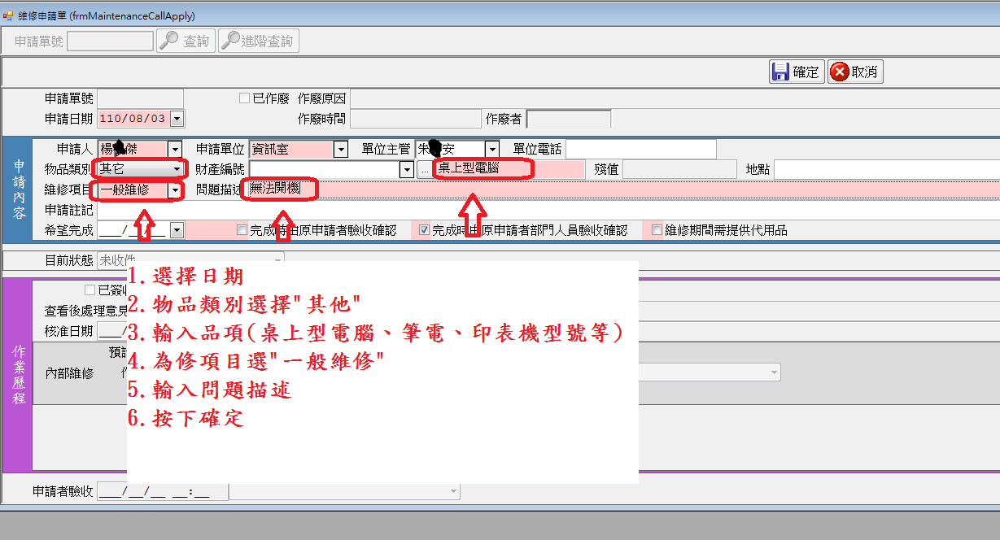 維修申請單 (frmMaintenanceCallApply)
申請單號 查詢 進階查詢
確定 取消
申請單號 已作廢 作廢原因
申請日期 110/08/03 作廢時間 作廢者
申請人 楊 傑 申請單位 資訊室 單位主管 朱 安 單位電話
物品類別 其它 財產編號 ... 桌上型電腦 殘值 地點
維修項目 一般維修 問題描述 無法開機
申請註記
希望完成 ___/__/__ 完成時由原申請者驗收確認 完成時由原申請者部門人員驗收確認 維修期間需提供代用品
申請內容
目前狀態 未收件
1.選擇日期
2.物品類別選擇"其他"
3.輸入品項(桌上型電腦、筆電、印表機型號等)
4.為修項目選"一般維修"
5.輸入問題描述
6.按下確定
已簽
查看後處理意見
核准日期 ___/
作業歷程
內部維修
申請者驗收 ___/__/__ __:__